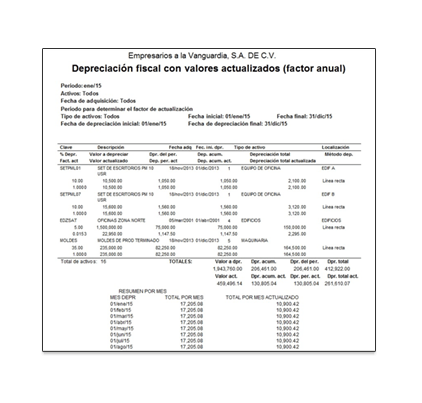 Empresarios a la Vanguardia, S.A. DE C.V.
Depreciación fiscal con valores actualizados (factor anual)
Periodo:ene/15
Activos: Todos
Fecha de adquisición: Todos
Periodo para determinar el factor de actualización
Tipo de activos: Todos Fecha inicial: 01/ene/15 Fecha final: 31/dic/15
Fecha de depreciación inicial: 01/ene/15 Fecha de depreciación final: 31/dic/15
Clave Descripción Fecha adq Fec. ini. dpr. Tipo de activo Localización
% Depr. Valor a depreciar Dpr. del per. Dep. acum. Depreciación total Método dep.
Fact. act Valor actualizado Dep. per. act Dep. acum. act. Depreciación total actualizada
SETPML01 SET DE ESCRITORIOS PM 10 16/nov/2013 01/dic/2013 1 EQUIPO DE OFICINA EDIF A
USR
10.00 10,500.00 1,050.00 1,050.00 2,100.00 Línea recta
1.0000 10,500.00 1,050.00 1,050.00 2,100.00
SETPML07 SET DE ESCRITORIOS PM 16 16/nov/2013 01/dic/2013 1 EQUIPO DE OFICINA EDIF B
USR
10.00 15,600.00 1,560.00 1,560.00 3,120.00 Línea recta
1.0000 15,600.00 1,560.00 1,560.00 3,120.00
EDZSAT OFICINAS ZONA NORTE 05/mar/2001 01/abr/2001 4 EDIFICIOS EDIFICIOS
5.00 1,500,000.00 75,000.00 75,000.00 150,000.00 Línea recta
0.0153 22,950.00 1,147.50 1,147.50 2,295.00
MOLDES MOLDES DE PROD TERMINADO 16/nov/2013 01/dic/2013 5 MAQUINARIA
35.00 235,000.00 82,250.00 82,250.00 164,500.00 Línea recta
1.0000 235,000.00 82,250.00 82,250.00 164,500.00
Total de activos: 16 TOTALES: Valor a dpr. Dpr. acum. Dpr. per. Dpr. total
1,943,760.00 206,461.00 206,461.00 412,922.00
Valor act. Dpr. acum. act. Dpr. per. act. Dpr. total act.
459,496.14 130,805.04 130,805.04 261,610.07
RESUMEN POR MES
MES DEPR TOTAL POR MES TOTAL POR MES ACTUALIZADO
01/ene/15 17,205.08 10,900.42
01/feb/15 17,205.08 10,900.42
01/mar/15 17,205.08 10,900.42
01/abr/15 17,205.08 10,900.42
01/may/15 17,205.08 10,900.42
01/jun/15 17,205.08 10,900.42
01/jul/15 17,205.08 10,900.42
01/ago/15 17,205.08 10,900.42